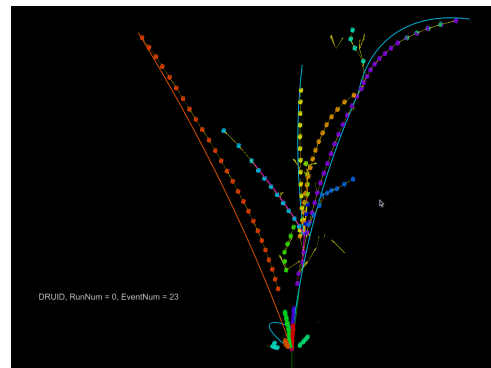 DRUID, RunNum = 0, EventNum = 23